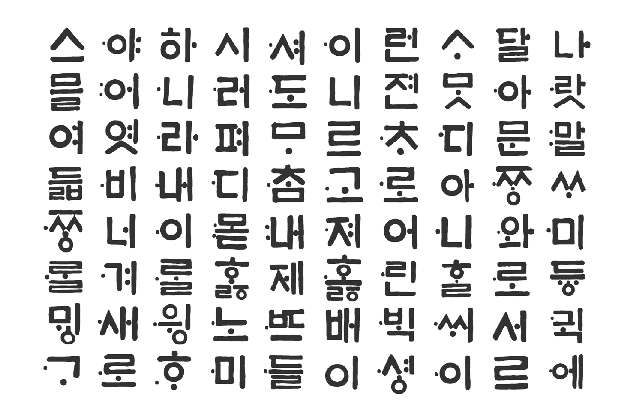 나랏말ᄊᆞ미듕귁에
달아문ᄍᆞᆼ와로서르
ᄉᆞᄆᆞᆺ디아니ᄒᆞᆯᄊᆡ이
런젼ᄎᆞ로어린ᄇᆡᆨ셩
이니르고져ᄒᆞᇙ배이
셔도ᄆᆞᄎᆞᆷ내제ᄠᅳ들
시러펴디몯ᄒᆞᇙ노미
하니라내이ᄅᆞᆯ윙ᄒᆞ
야어엿비너겨새로
스믈여듧ᄍᆞᆼᄅᆞᆯᄆᆡᆼᄀᆞ